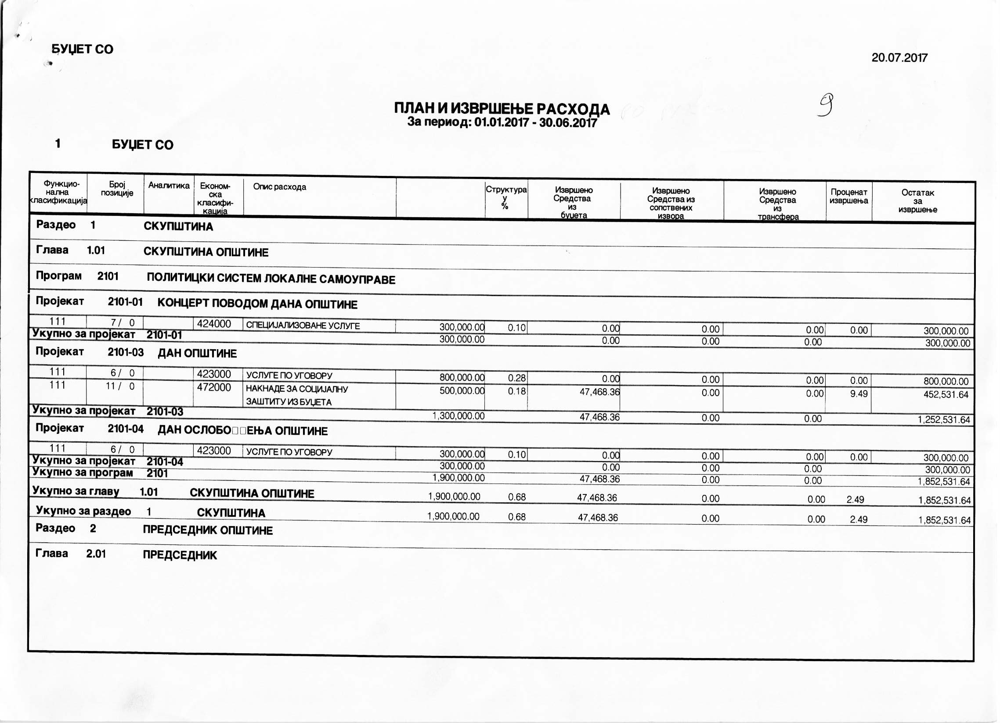 БУЏЕТ СО
20.07.2017
9
ПЛАН И ИЗВРШЕЊЕ РАСХОДА
За период: 01.01.2017 - 30.06.2017
1 БУЏЕТ СО
Функцио-
нална
класификација
Број
позиције
Аналитика
Економ-
ска
класифи-
кација
Опис расхода
Структура
у
%
Извршено
Средства
из
буџета
Извршено
Средства из
сопствених
извора
Извршено
Средства
из
трансфера
Проценат
извршења
Остатак
за
извршење
Раздео 1 СКУПШТИНА
Глава 1.01 СКУПШТИНА ОПШТИНЕ
Програм 2101 ПОЛИТИЦКИ СИСТЕМ ЛОКАЛНЕ САМОУПРАВЕ
Пројекат 2101-01 КОНЦЕРТ ПОВОДОМ ДАНА ОПШТИНЕ
111 7 / 0 424000 СПЕЦИЈАЛИЗОВАНЕ УСЛУГЕ 300,000.00 0.10 0.00 0.00 0.00 0.00 300,000.00
Укупно за пројекат 2101-01 300,000.00 0.00 0.00 0.00 300,000.00
Пројекат 2101-03 ДАН ОПШТИНЕ
111 6 / 0 423000 УСЛУГЕ ПО УГОВОРУ 800,000.00 0.28 0.00 0.00 0.00 0.00 800,000.00
111 11 / 0 472000 НАКНАДЕ ЗА СОЦИЈАЛНУ 500,000.00 0.18 47,468.36 0.00 0.00 9.49 452,531.64
ЗАШТИТУ ИЗ БУЏЕТА
Укупно за пројекат 2101-03 1,300,000.00 47,468.36 0.00 0.00 1,252,531.64
Пројекат 2101-04 ДАН ОСЛОБО□□ЕЊА ОПШТИНЕ
111 6 / 0 423000 УСЛУГЕ ПО УГОВОРУ 300,000.00 0.10 0.00 0.00 0.00 0.00 300,000.00
Укупно за пројекат 2101-04 300,000.00 0.00 0.00 0.00 300,000.00
Укупно за програм 2101 1,900,000.00 47,468.36 0.00 0.00 1,852,531.64
Укупно за главу 1.01 СКУПШТИНА ОПШТИНЕ 1,900,000.00 0.68 47,468.36 0.00 0.00 2.49 1,852,531.64
Укупно за раздео 1 СКУПШТИНА 1,900,000.00 0.68 47,468.36 0.00 0.00 2.49 1,852,531.64
Раздео 2 ПРЕДСЕДНИК ОПШТИНЕ
Глава 2.01 ПРЕДСЕДНИК